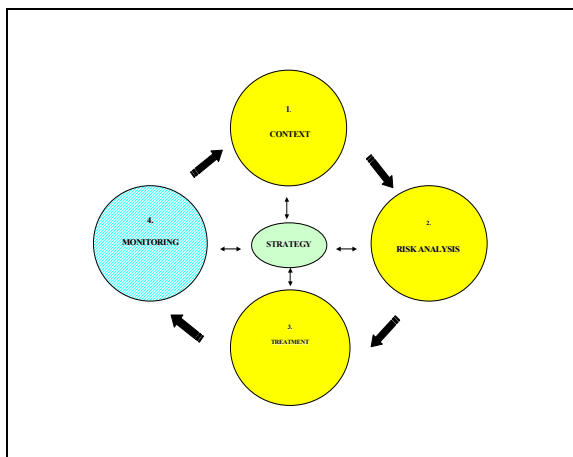 1.
CONTEXT
2.
RISK ANALYSIS
3.
TREATMENT
4.
MONITORING
STRATEGY